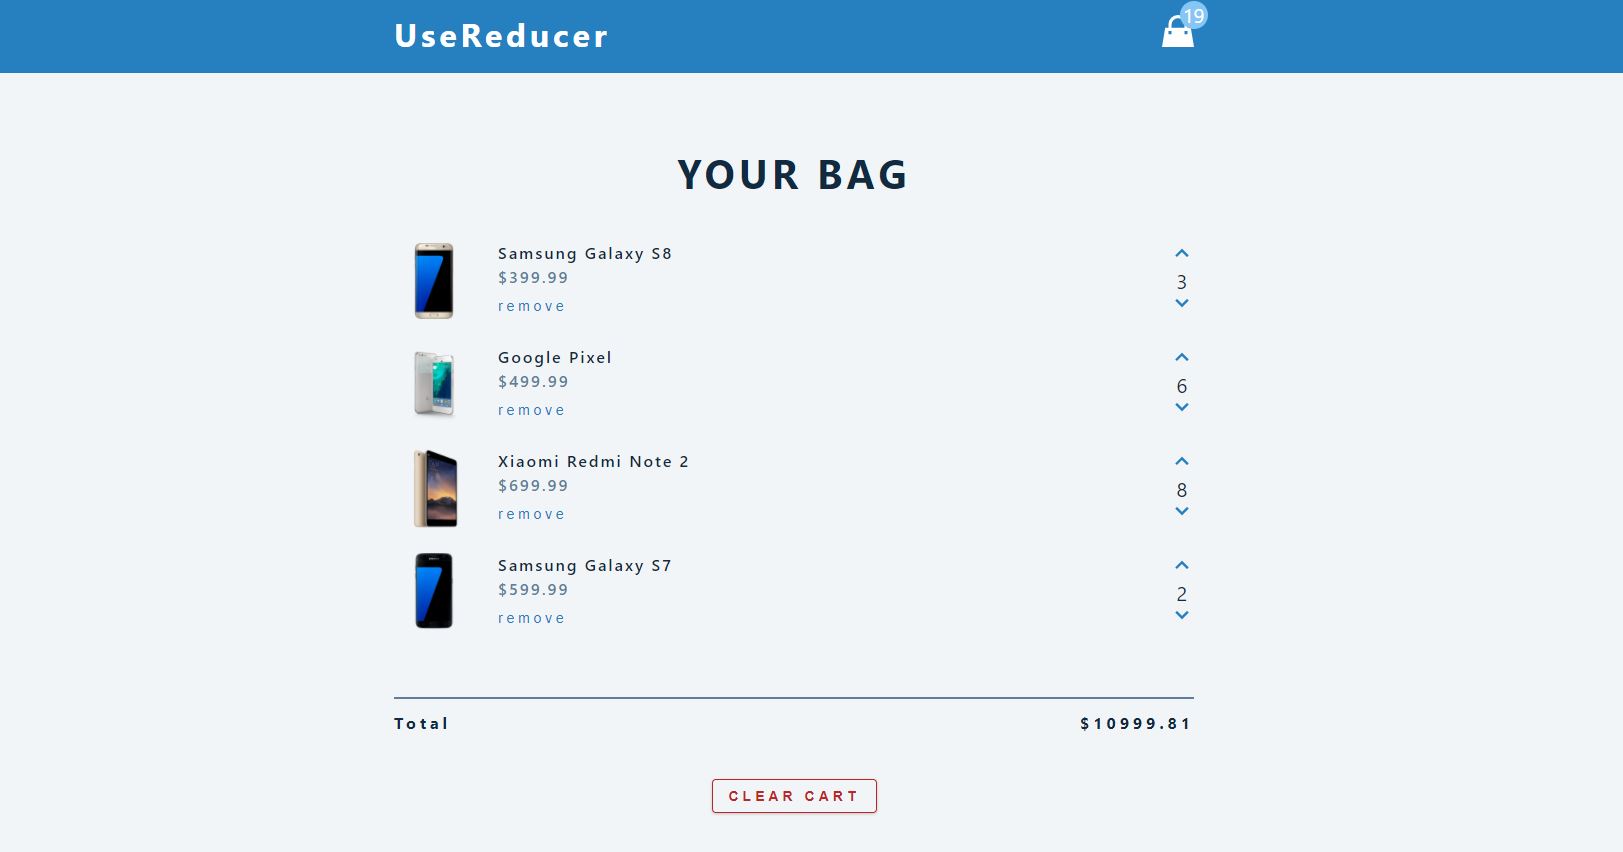 UseReducer
19
YOUR BAG
Samsung Galaxy S8
$399.99
remove
3
Google Pixel
$499.99
remove
6
Xiaomi Redmi Note 2
$699.99
remove
8
Samsung Galaxy S7
$599.99
remove
2
Total $10999.81
CLEAR CART